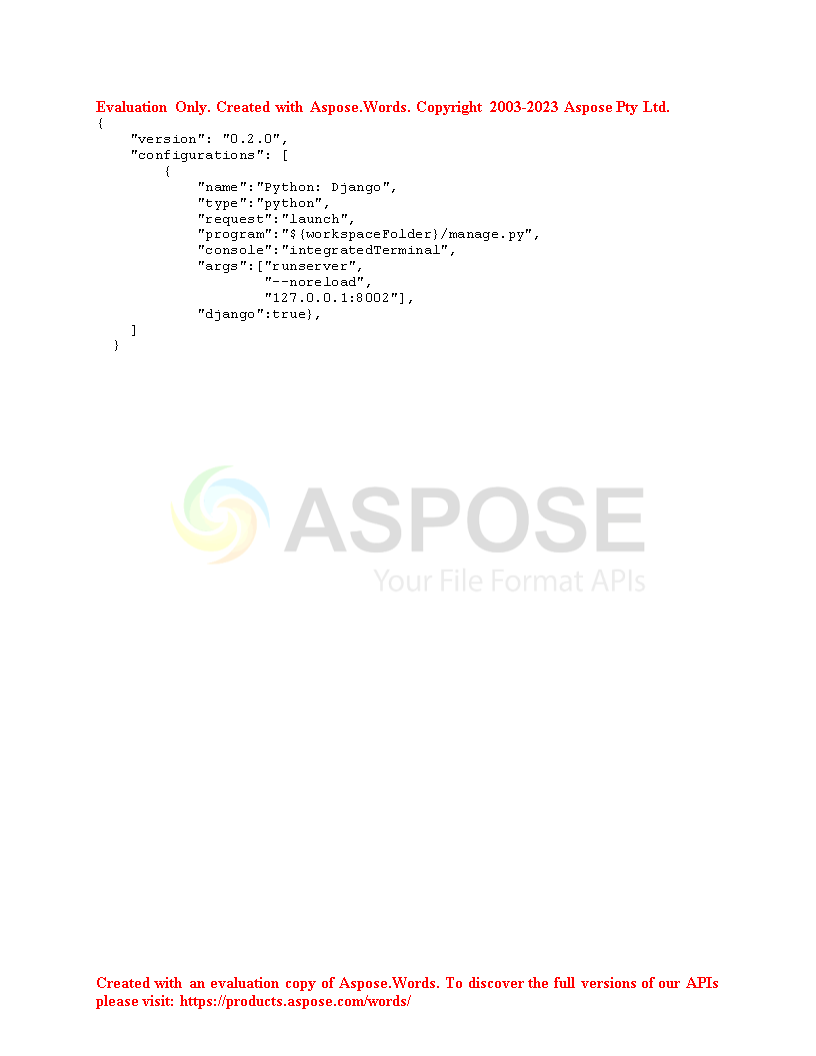 Evaluation Only. Created with Aspose.Words. Copyright 2003-2023 Aspose Pty Ltd.
{
    "version": "0.2.0",
    "configurations": [
        {
            "name":"Python: Django",
            "type":"python",
            "request":"launch",
            "program":"${workspaceFolder}/manage.py",
            "console":"integratedTerminal",
            "args":["runserver",
                    "--noreload",
                    "127.0.0.1:8002"],
            "django":true},
    ]
  }
ASPOSE
Your File Format APIs
Created with an evaluation copy of Aspose.Words. To discover the full versions of our APIs
please visit: https://products.aspose.com/words/